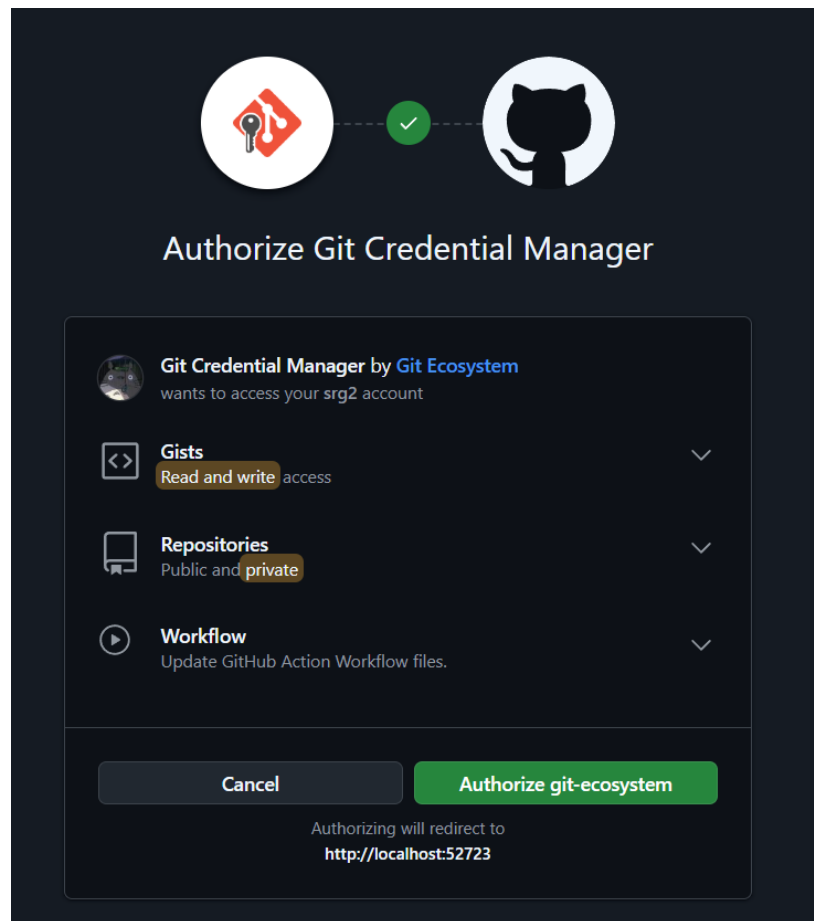 Authorize Git Credential Manager
Git Credential Manager by Git Ecosystem
wants to access your srg2 account
Gists
Read and write access
Repositories
Public and private
Workflow
Update GitHub Action Workflow files.
Cancel
Authorize git-ecosystem
Authorizing will redirect to
http://localhost:52723